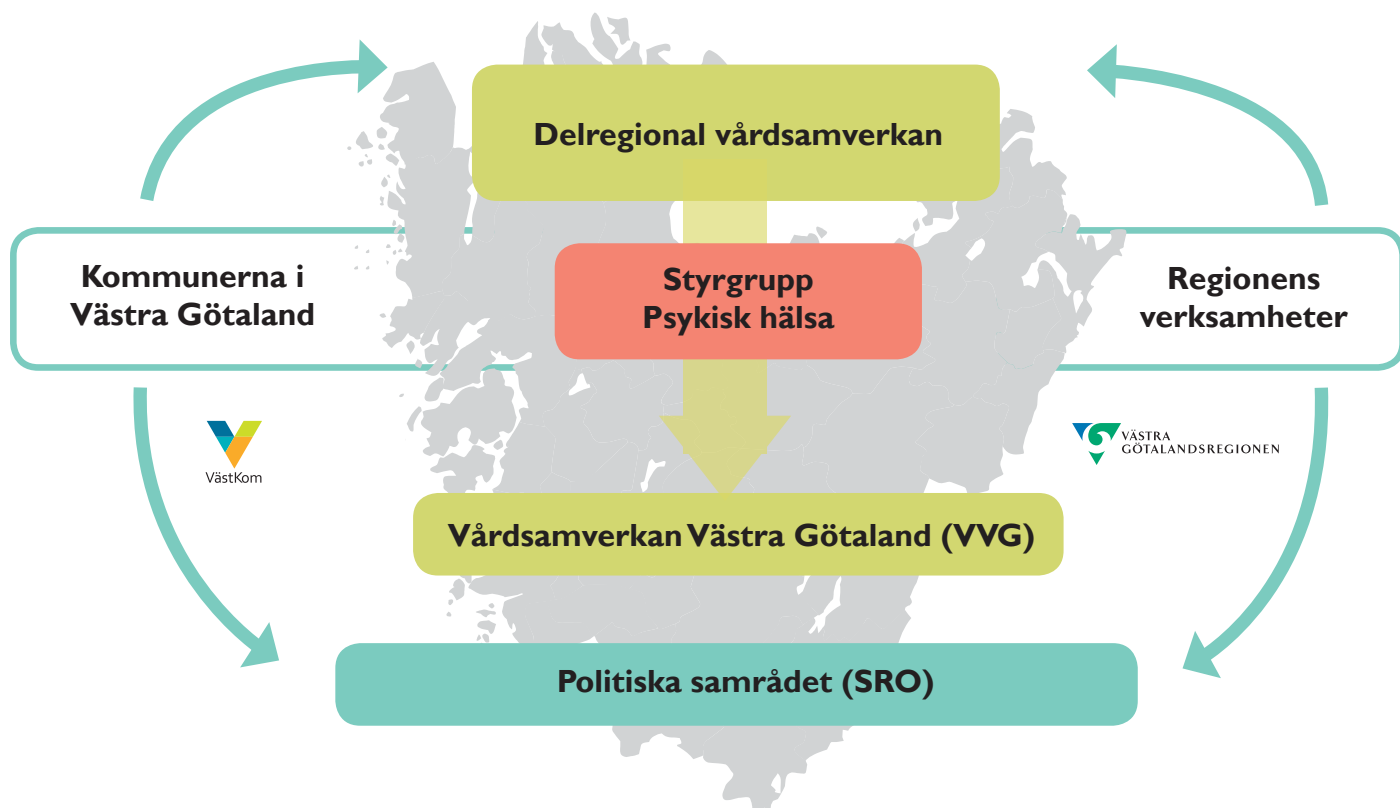 Delregional vårdsamverkan
Kommunerna i
Västra Götaland
Styrgrupp
Psykisk hälsa
Regionens
verksamheter
VästKom
VÄSTRA
GÖTALANDSREGIONEN
Vårdsamverkan Västra Götaland (VVG)
Politiska samrådet (SRO)